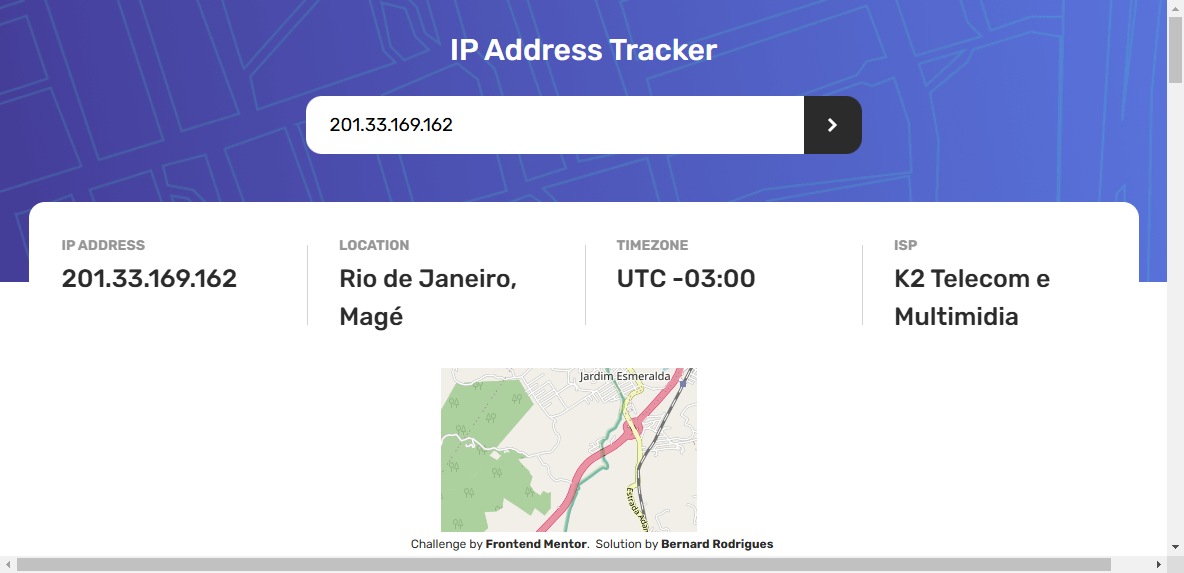 IP Address Tracker
201.33.169.162
IP ADDRESS
201.33.169.162
LOCATION
Rio de Janeiro,
Magé
TIMEZONE
UTC -03:00
ISP
K2 Telecom e
Multimidia
Jardim Esmeralda
Estrada Adam
Challenge by Frontend Mentor. Solution by Bernard Rodrigues